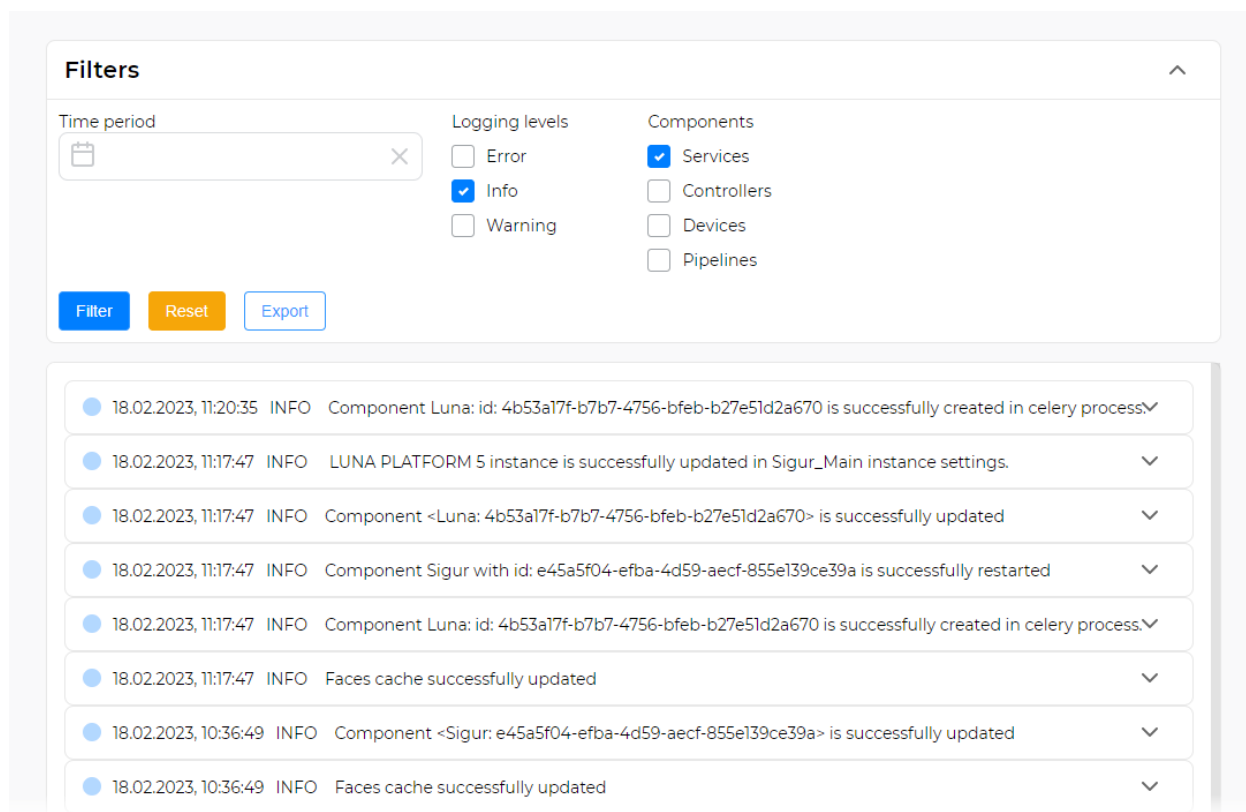 Filters
Time period
Logging levels
Components
Error
Services
Info
Controllers
Warning
Devices
Pipelines
Filter
Reset
Export
18.02.2023, 11:20:35 INFO Component Luna: id: 4b53a17f-b7b7-4756-bfeb-b27e51d2a670 is successfully created in celery process.
18.02.2023, 11:17:47 INFO LUNA PLATFORM 5 instance is successfully updated in Sigur_Main instance settings.
18.02.2023, 11:17:47 INFO Component <Luna: 4b53a17f-b7b7-4756-bfeb-b27e51d2a670> is successfully updated
18.02.2023, 11:17:47 INFO Component Sigur with id: e45a5f04-efba-4d59-aecf-855e139ce39a is successfully restarted
18.02.2023, 11:17:47 INFO Component Luna: id: 4b53a17f-b7b7-4756-bfeb-b27e51d2a670 is successfully created in celery process.
18.02.2023, 11:17:47 INFO Faces cache successfully updated
18.02.2023, 10:36:49 INFO Component <Sigur: e45a5f04-efba-4d59-aecf-855e139ce39a> is successfully updated
18.02.2023, 10:36:49 INFO Faces cache successfully updated